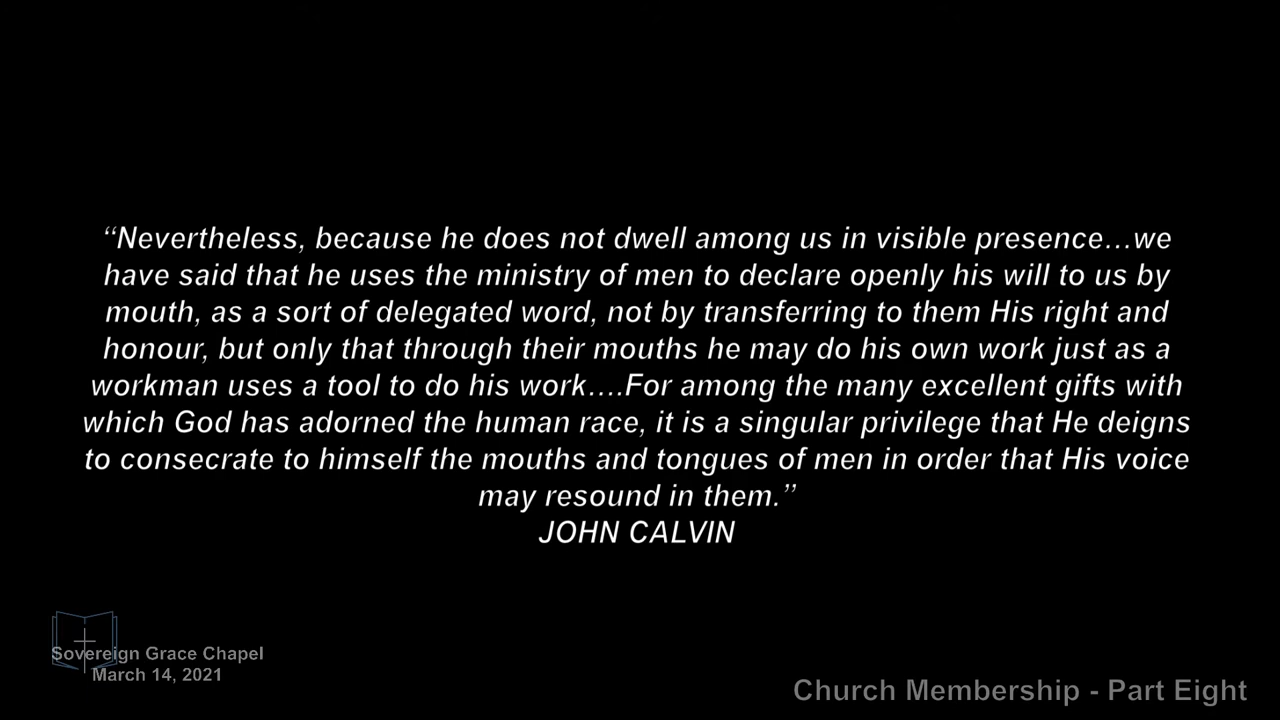 “Nevertheless, because he does not dwell among us in visible presence…we
have said that he uses the ministry of men to declare openly his will to us by
mouth, as a sort of delegated word, not by transferring to them His right and
honour, but only that through their mouths he may do his own work just as a
workman uses a tool to do his work….For among the many excellent gifts with
which God has adorned the human race, it is a singular privilege that He deigns
to consecrate to himself the mouths and tongues of men in order that His voice
may resound in them.”
JOHN CALVIN
Sovereign Grace Chapel
March 14, 2021
Church Membership - Part Eight